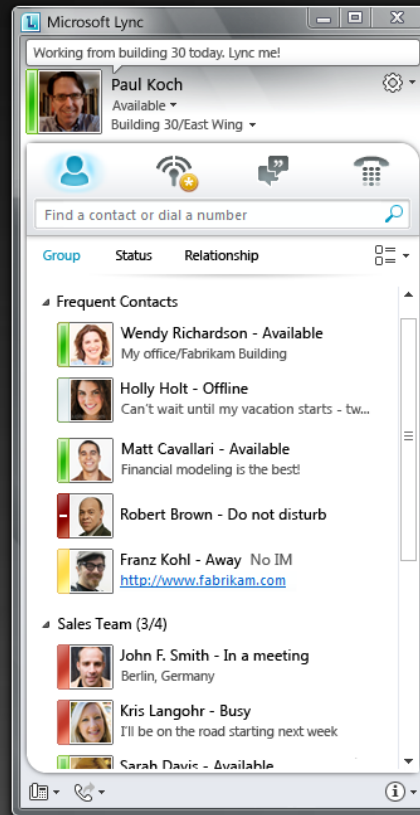 Microsoft Lync
Working from building 30 today. Lync me!
Paul Koch
Available
Building 30/East Wing
Find a contact or dial a number
Group Status Relationship
Frequent Contacts
Wendy Richardson - Available
My office/Fabrikam Building
Holly Holt - Offline
Can't wait until my vacation starts - tw...
Matt Cavallari - Available
Financial modeling is the best!
Robert Brown - Do not disturb
Franz Kohl - Away No IM
http://www.fabrikam.com
Sales Team (3/4)
John F. Smith - In a meeting
Berlin, Germany
Kris Langohr - Busy
I'll be on the road starting next week
Sarah Davis - Available